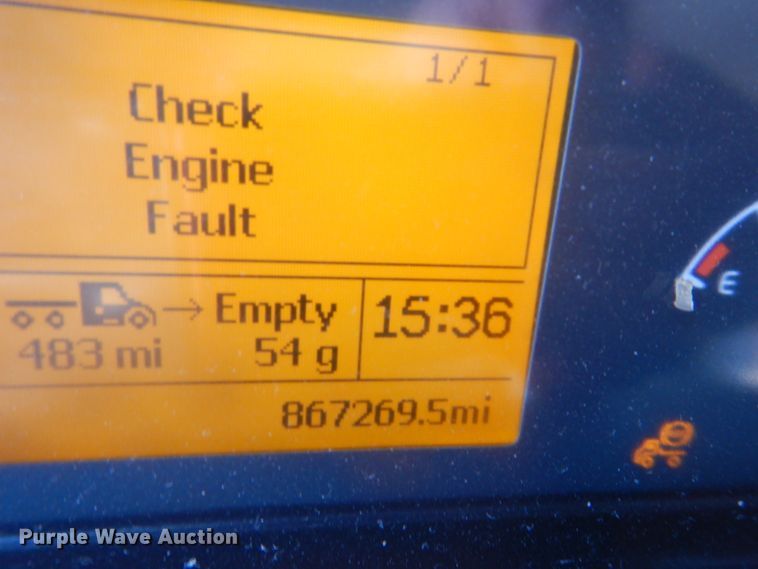 1/1
Check
Engine
Fault
Empty
483 mi
54 g
15:36
867269.5mi
E
Purple Wave Auction®